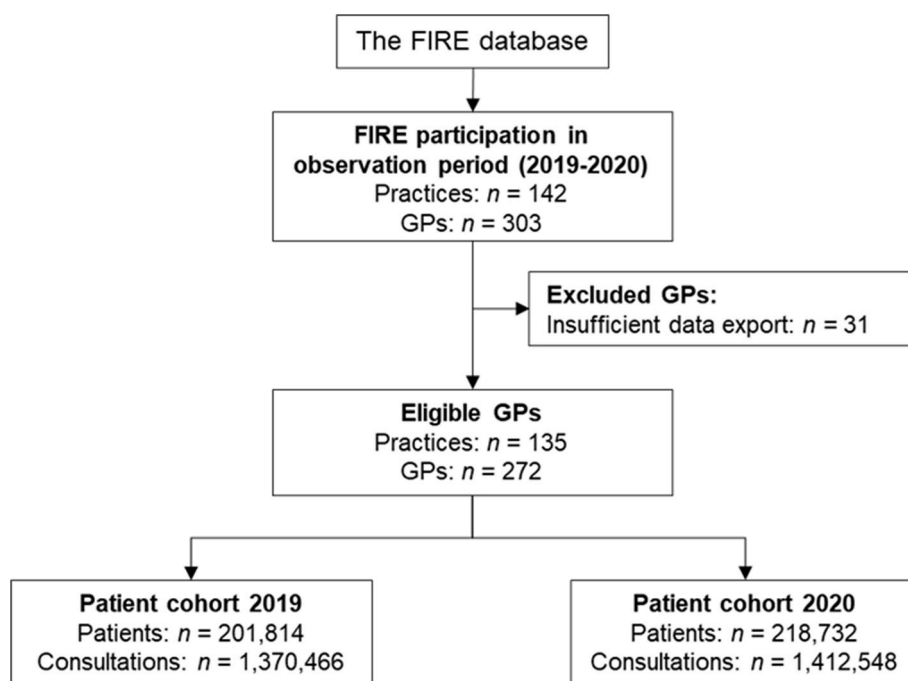 The FIRE database
FIRE participation in
observation period (2019-2020)
Practices: n = 142
GPs: n = 303
Excluded GPs:
Insufficient data export: n = 31
Eligible GPs
Practices: n = 135
GPs: n = 272
Patient cohort 2019
Patients: n = 201,814
Consultations: n = 1,370,466
Patient cohort 2020
Patients: n = 218,732
Consultations: n = 1,412,548